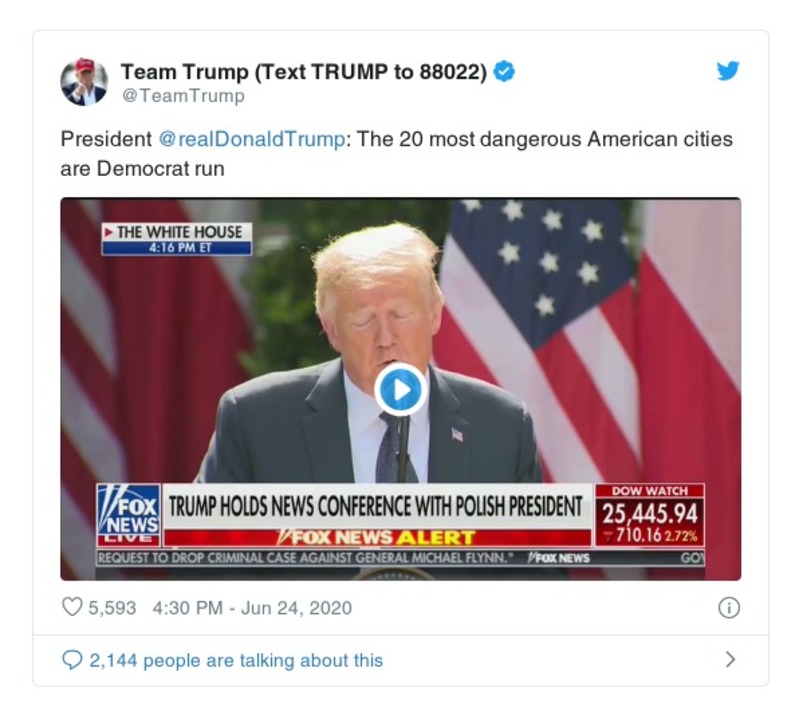 Team Trump (Text TRUMP to 88022)
@TeamTrump
President @realDonaldTrump: The 20 most dangerous American cities
are Democrat run
THE WHITE HOUSE
4:16 PM ET
FOX
NEWS
LIVE
TRUMP HOLDS NEWS CONFERENCE WITH POLISH PRESIDENT
FOX NEWS ALERT
DOW WATCH
25,445.94
710.16 2.72%
REQUEST TO DROP CRIMINAL CASE AGAINST GENERAL MICHAEL FLYNN." FOX NEWS GO
5,593 4:30 PM - Jun 24, 2020
2,144 people are talking about this